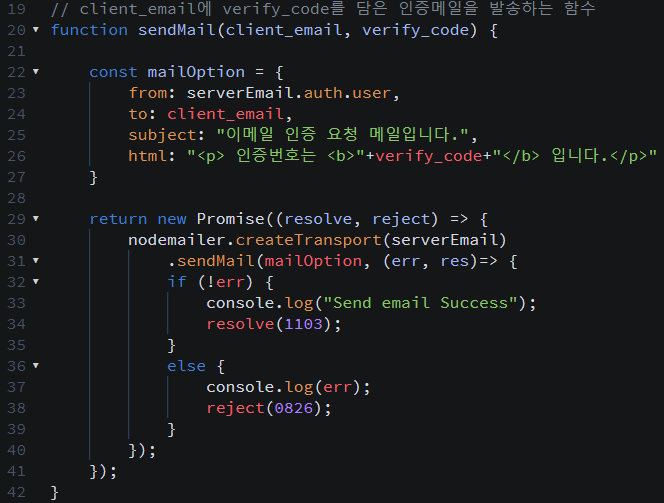 19 // client_email에 verify_code를 담은 인증메일을 발송하는 함수
20 ▼ function sendMail(client_email, verify_code) {
21
22 ▼     const mailOption = {
23         from: serverEmail.auth.user,
24         to: client_email,
25         subject: "이메일 인증 요청 메일입니다.",
26         html: "<p> 인증번호는 <b>"+verify_code+"</b> 입니다.</p>"
27     }
28
29 ▼     return new Promise((resolve, reject) => {
30         nodemailer.createTransport(serverEmail)
31 ▼             .sendMail(mailOption, (err, res)=> {
32 ▼             if (!err) {
33                 console.log("Send email Success");
34                 resolve(1103);
35             }
36 ▼             else {
37                 console.log(err);
38                 reject(0826);
39             }
40         });
41     });
42 }